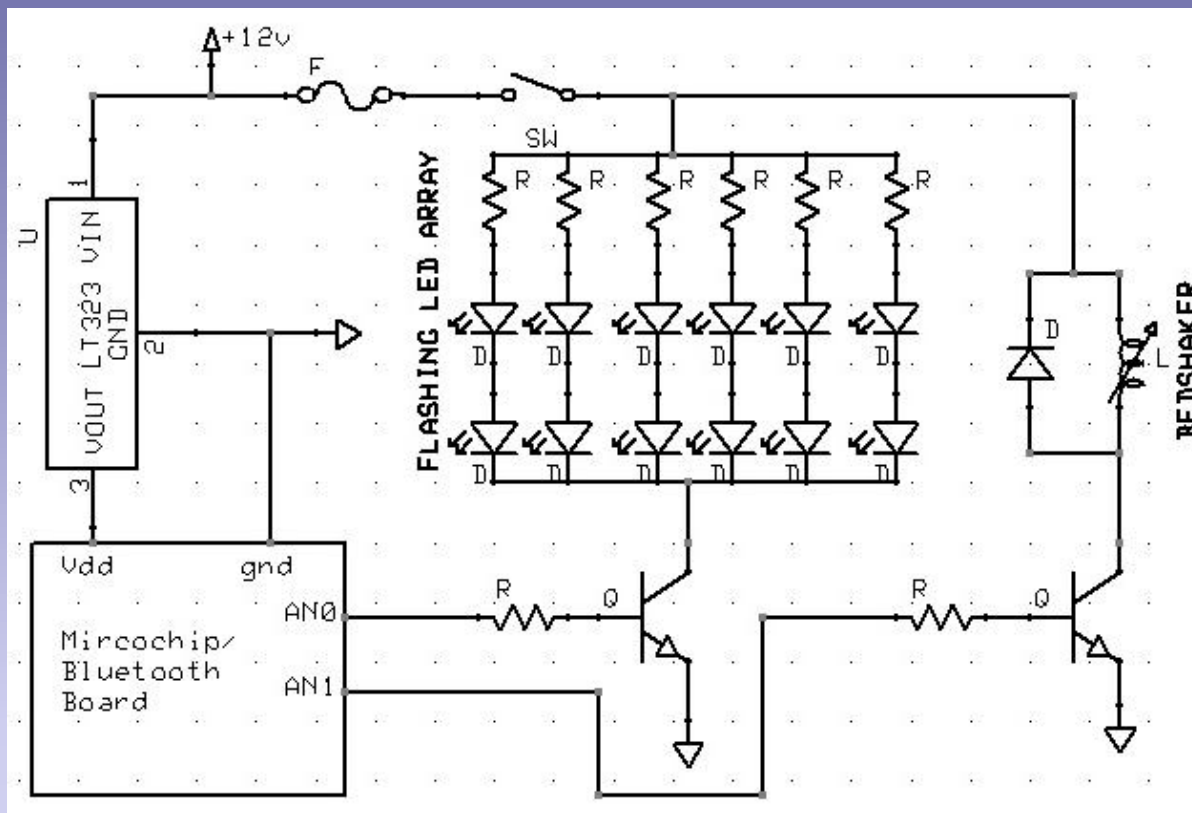 +12v
F
SW
1
U
VOUT LT323 VIN
GND
2
3
FLASHING LED ARRAY
R R R R R R
D D D D D D
D D D D D D
D
L
BEDSHAKER
Vdd gnd
AN0
AN1
Mircochip/
Bluetooth
Board
R
Q
R
Q